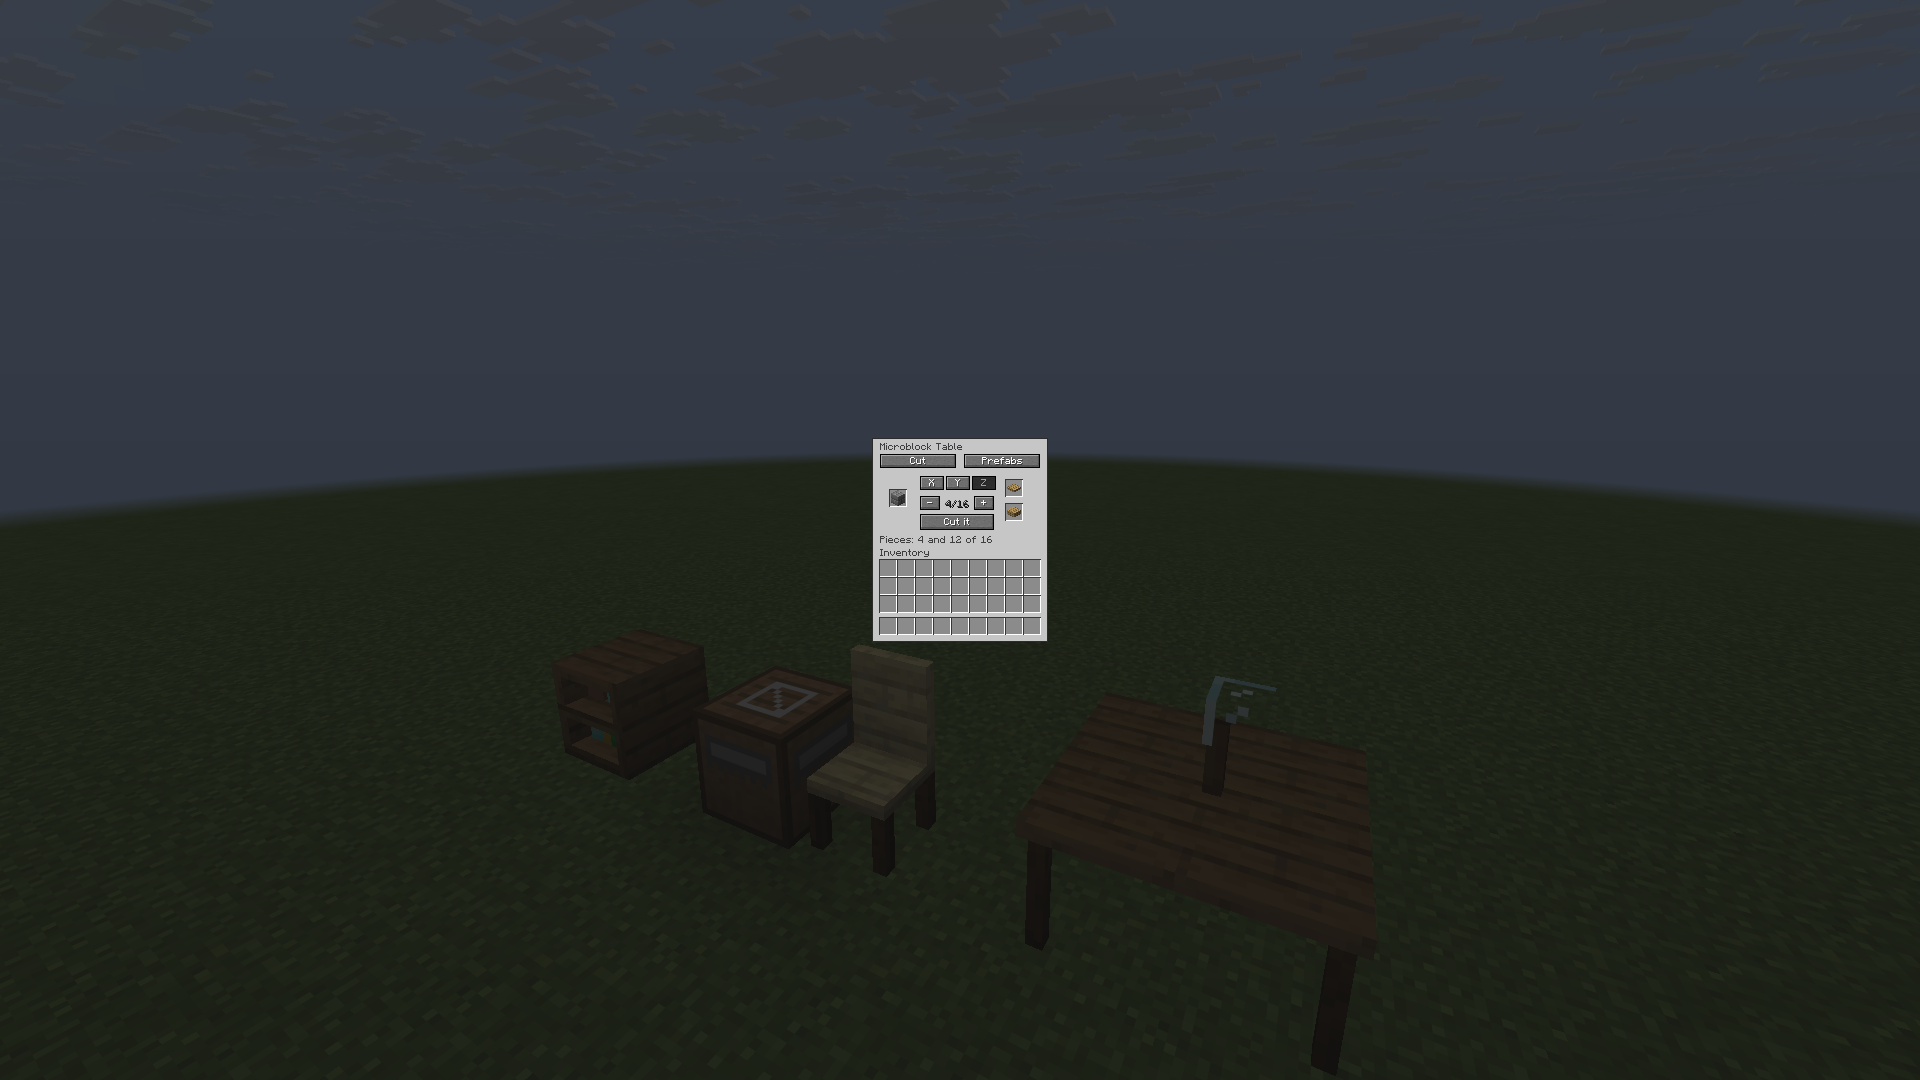 Microblock Table
Cut Prefabs
X Y Z
- 4/16 +
Cut it
Pieces: 4 and 12 of 16
Inventory